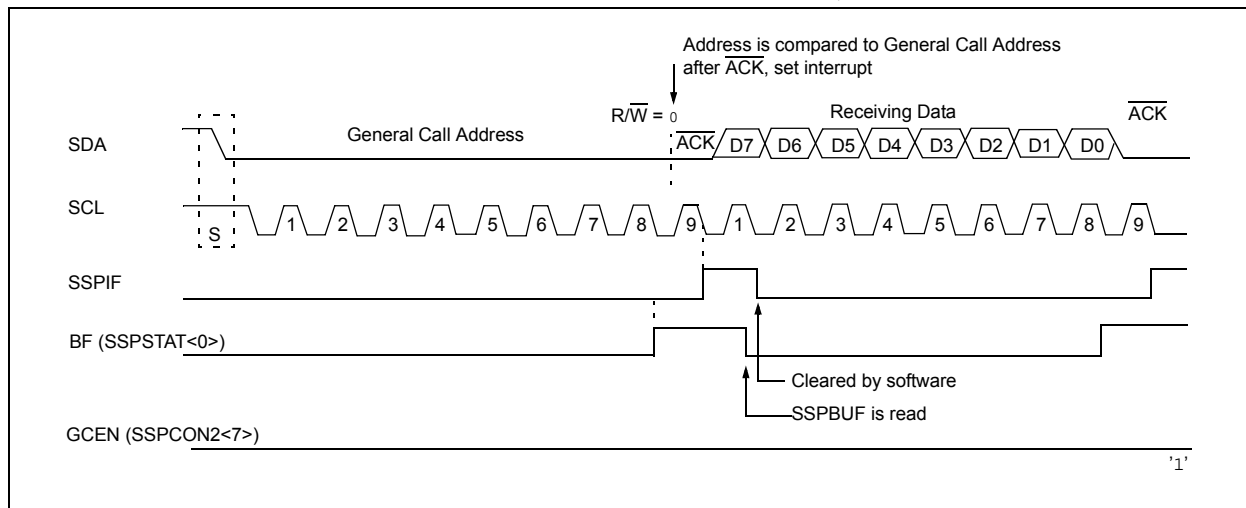 Address is compared to General Call Address
after ACK, set interrupt
R/W = 0
General Call Address
Receiving Data
ACK
SDA
ACK
D7 D6 D5 D4 D3 D2 D1 D0
SCL
S
1 2 3 4 5 6 7 8 9 1 2 3 4 5 6 7 8 9
SSPIF
BF (SSPSTAT<0>)
Cleared by software
SSPBUF is read
GCEN (SSPCON2<7>)
'1'